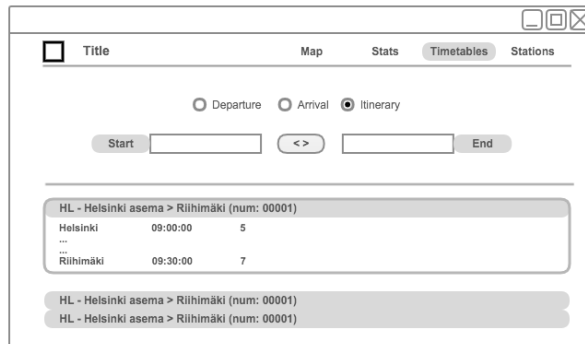 Title Map Stats Timetables Stations
Departure Arrival Itinerary
Start < > End
HL - Helsinki asema > Riihimäki (num: 00001)
Helsinki 09:00:00 5
...
...
Riihimäki 09:30:00 7
HL - Helsinki asema > Riihimäki (num: 00001)
HL - Helsinki asema > Riihimäki (num: 00001)